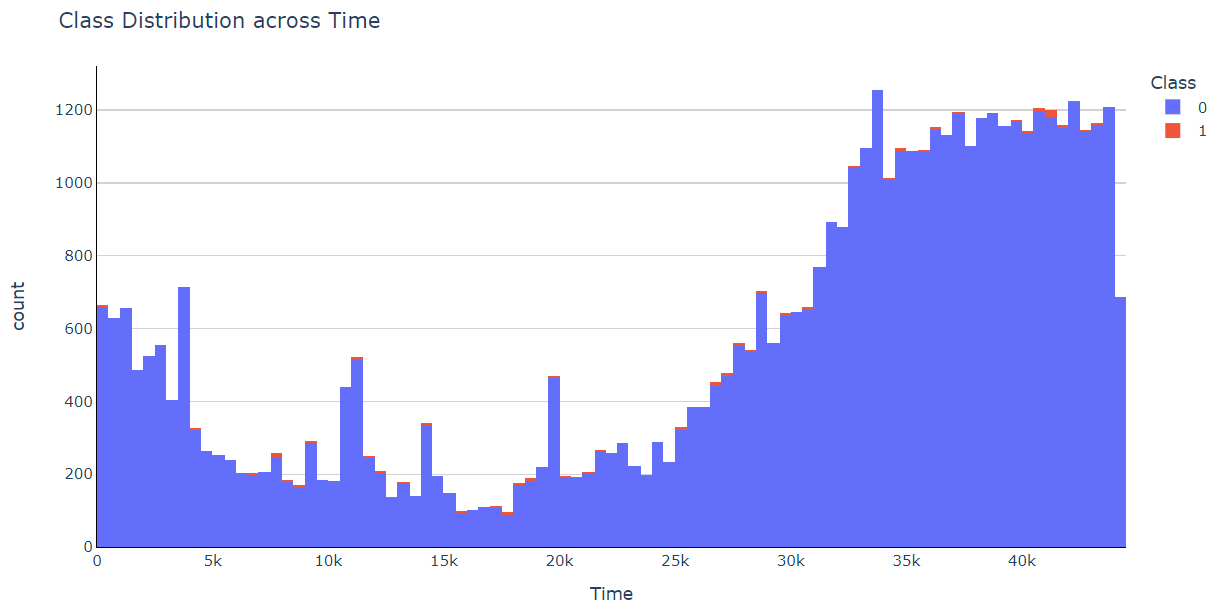 Class Distribution across Time
Class
0
1
count
1200
1000
800
600
400
200
0
0 5k 10k 15k 20k 25k 30k 35k 40k
Time